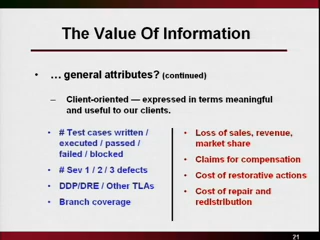 The Value Of Information
• … general attributes? (continued)
– Client-oriented — expressed in terms meaningful
and useful to our clients.
• # Test cases written /
executed / passed /
failed / blocked
• # Sev 1 / 2 / 3 defects
• DDP/DRE / Other TLAs
• Branch coverage
• Loss of sales, revenue,
market share
• Claims for compensation
• Cost of restorative actions
• Cost of repair and
redistribution
21